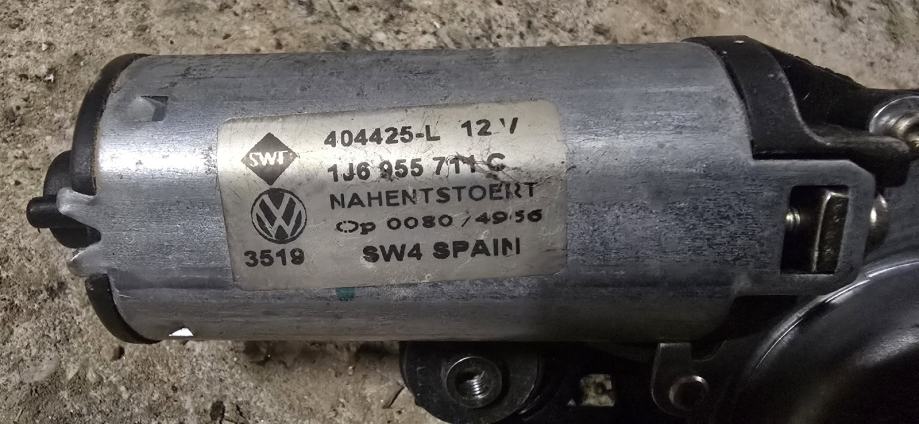 SWF
404425-L 12 V
1J6 955 711 C
NAHENTSTOERT
Op 0080 / 4956
3519
SW4 SPAIN